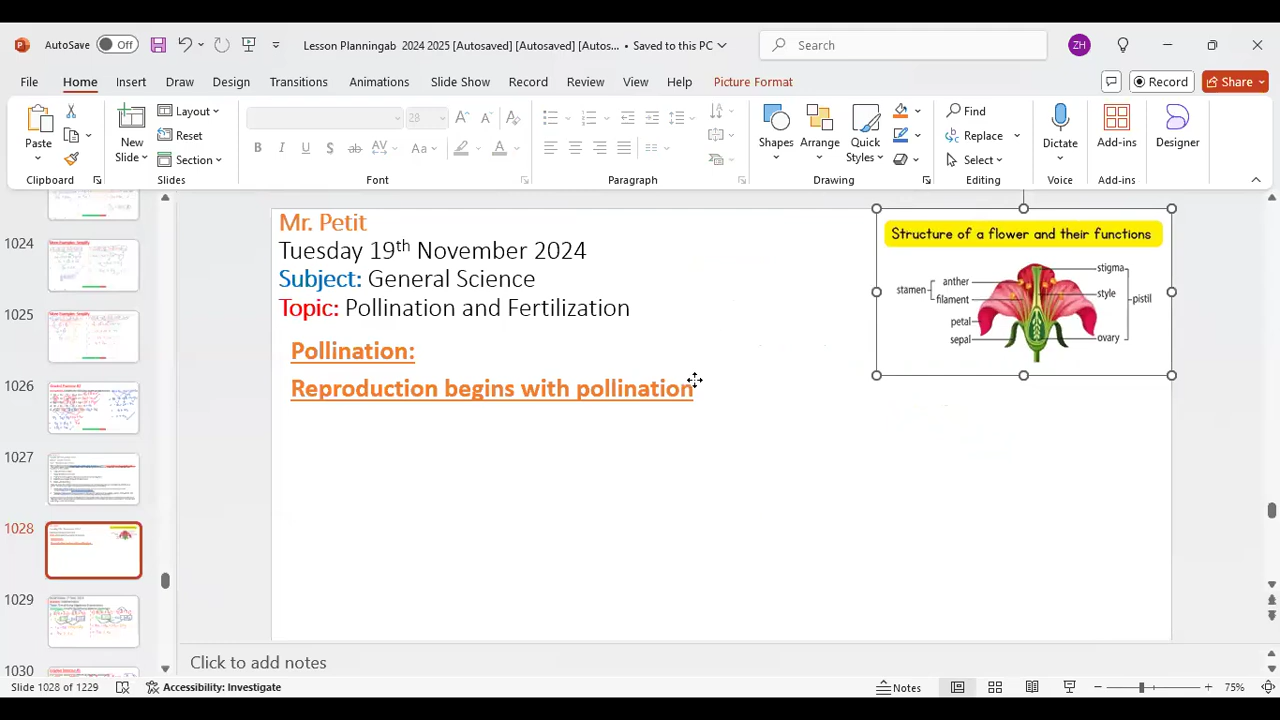 AutoSave Off Lesson Planningab 2024 2025 [Autosaved] [Autosaved] [Autos... • Saved to this PC Search ZH
File Home Insert Draw Design Transitions Animations Slide Show Record Review View Help Picture Format Record Share
Paste
New Slide
Layout
Reset
Section
28
Shapes
Arrange
Quick Styles
Find
Replace
Select
Dictate
Add-ins
Designer
Clipboard Slides Font Paragraph Drawing Editing Voice Add-ins
1024
1025
1026
1027
1028
1029
1030
Mr. Petit
Tuesday 19th November 2024
Subject: General Science
Topic: Pollination and Fertilization
Pollination:
Reproduction begins with pollination
Structure of a flower and their functions
stamen
anther
filament
petal
sepal
stigma
style
pistil
ovary
Click to add notes
Slide 1028 of 1229 Accessibility: Investigate Notes 75%